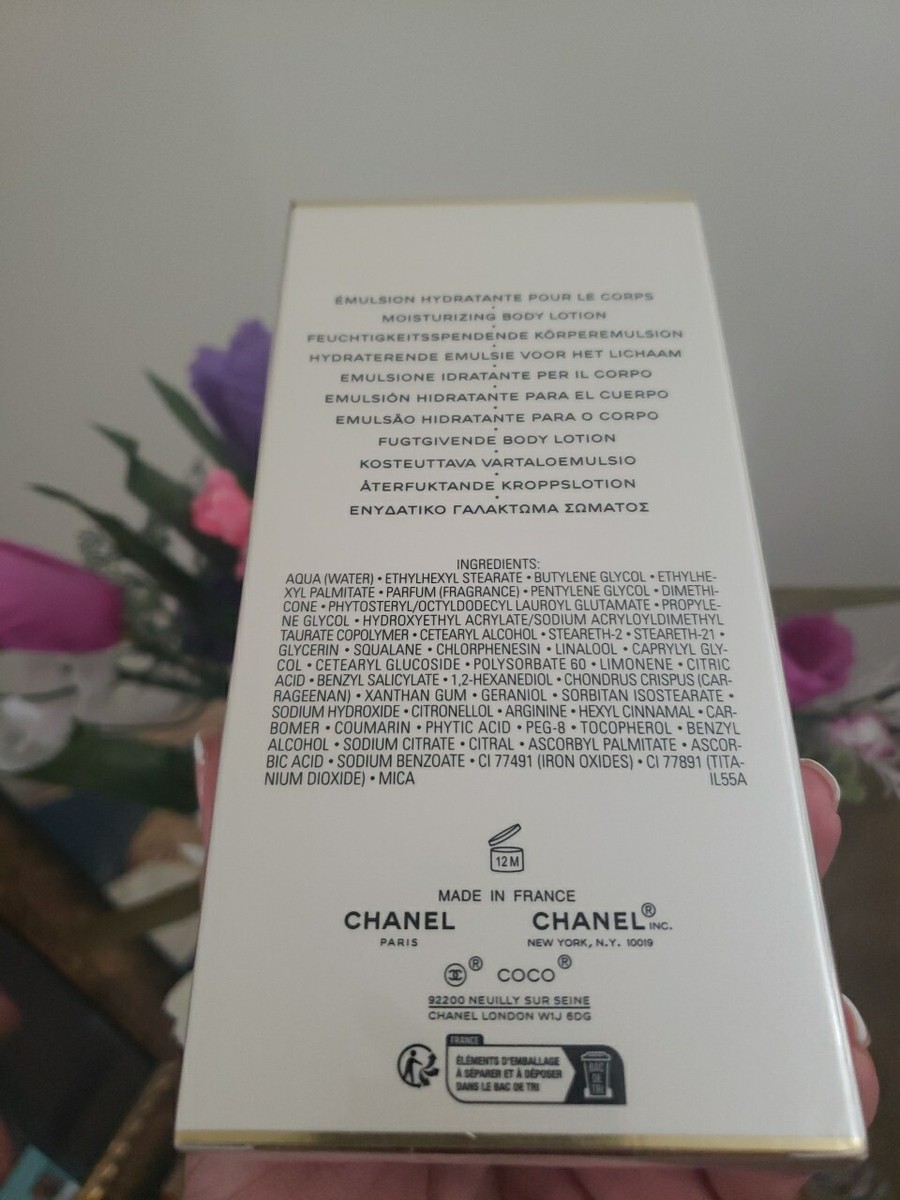 ÉMULSION HYDRATANTE POUR LE CORPS
•
MOISTURIZING BODY LOTION
•
FEUCHTIGKEITSSPENDENDE KÖRPEREMULSION
•
HYDRATERENDE EMULSIE VOOR HET LICHAAM
•
EMULSIONE IDRATANTE PER IL CORPO
•
EMULSIÓN HIDRATANTE PARA EL CUERPO
•
EMULSÃO HIDRATANTE PARA O CORPO
•
FUGTGIVENDE BODY LOTION
•
KOSTEUTTAVA VARTALOEMULSIO
•
ÅTERFUKTANDE KROPPSLOTION
•
ΕΝΥΔΑΤΙΚΟ ΓΑΛΑΚΤΩΜΑ ΣΩΜΑΤΟΣ
INGREDIENTS:
AQUA (WATER) • ETHYLHEXYL STEARATE • BUTYLENE GLYCOL • ETHYLHE-
XYL PALMITATE • PARFUM (FRAGRANCE) • PENTYLENE GLYCOL • DIMETHI-
CONE • PHYTOSTERYL/OCTYLDODECYL LAUROYL GLUTAMATE • PROPYLE-
NE GLYCOL • HYDROXYETHYL ACRYLATE/SODIUM ACRYLOYLDIMETHYL
TAURATE COPOLYMER • CETEARYL ALCOHOL • STEARETH-2 • STEARETH-21 •
GLYCERIN • SQUALANE • CHLORPHENESIN • LINALOOL • CAPRYLYL GLY-
COL • CETEARYL GLUCOSIDE • POLYSORBATE 60 • LIMONENE • CITRIC
ACID • BENZYL SALICYLATE • 1,2-HEXANEDIOL • CHONDRUS CRISPUS (CAR-
RAGEENAN) • XANTHAN GUM • GERANIOL • SORBITAN ISOSTEARATE •
SODIUM HYDROXIDE • CITRONELLOL • ARGININE • HEXYL CINNAMAL • CAR-
BOMER • COUMARIN • PHYTIC ACID • PEG-8 • TOCOPHEROL • BENZYL
ALCOHOL • SODIUM CITRATE • CITRAL • ASCORBYL PALMITATE • ASCOR-
BIC ACID • SODIUM BENZOATE • CI 77491 (IRON OXIDES) • CI 77891 (TITA-
NIUM DIOXIDE) • MICA IL55A
12 M
MADE IN FRANCE
CHANEL CHANEL® INC.
PARIS NEW YORK, N.Y. 10019
® COCO®
92200 NEUILLY SUR SEINE
CHANEL LONDON W1J 6DG
FRANCE
ÉLÉMENTS D'EMBALLAGE
À SÉPARER ET À DÉPOSER
DANS LE BAC DE TRI
BAC
DE
TRI